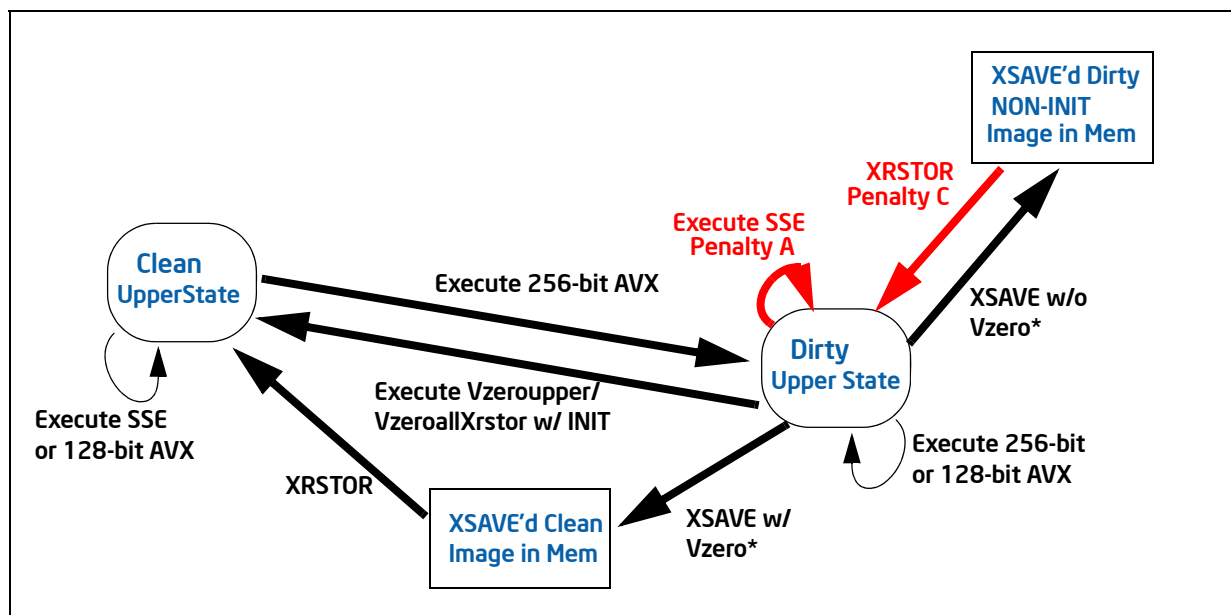 XSAVE'd Dirty
NON-INIT
Image in Mem
XRSTOR
Penalty C
Execute SSE
Penalty A
Clean
UpperState
Execute 256-bit AVX
XSAVE w/o
Vzero*
Dirty
Upper State
Execute Vzeroupper/
VzeroallXrstor w/ INIT
Execute SSE
or 128-bit AVX
Execute 256-bit
or 128-bit AVX
XRSTOR
XSAVE'd Clean
Image in Mem
XSAVE w/
Vzero*